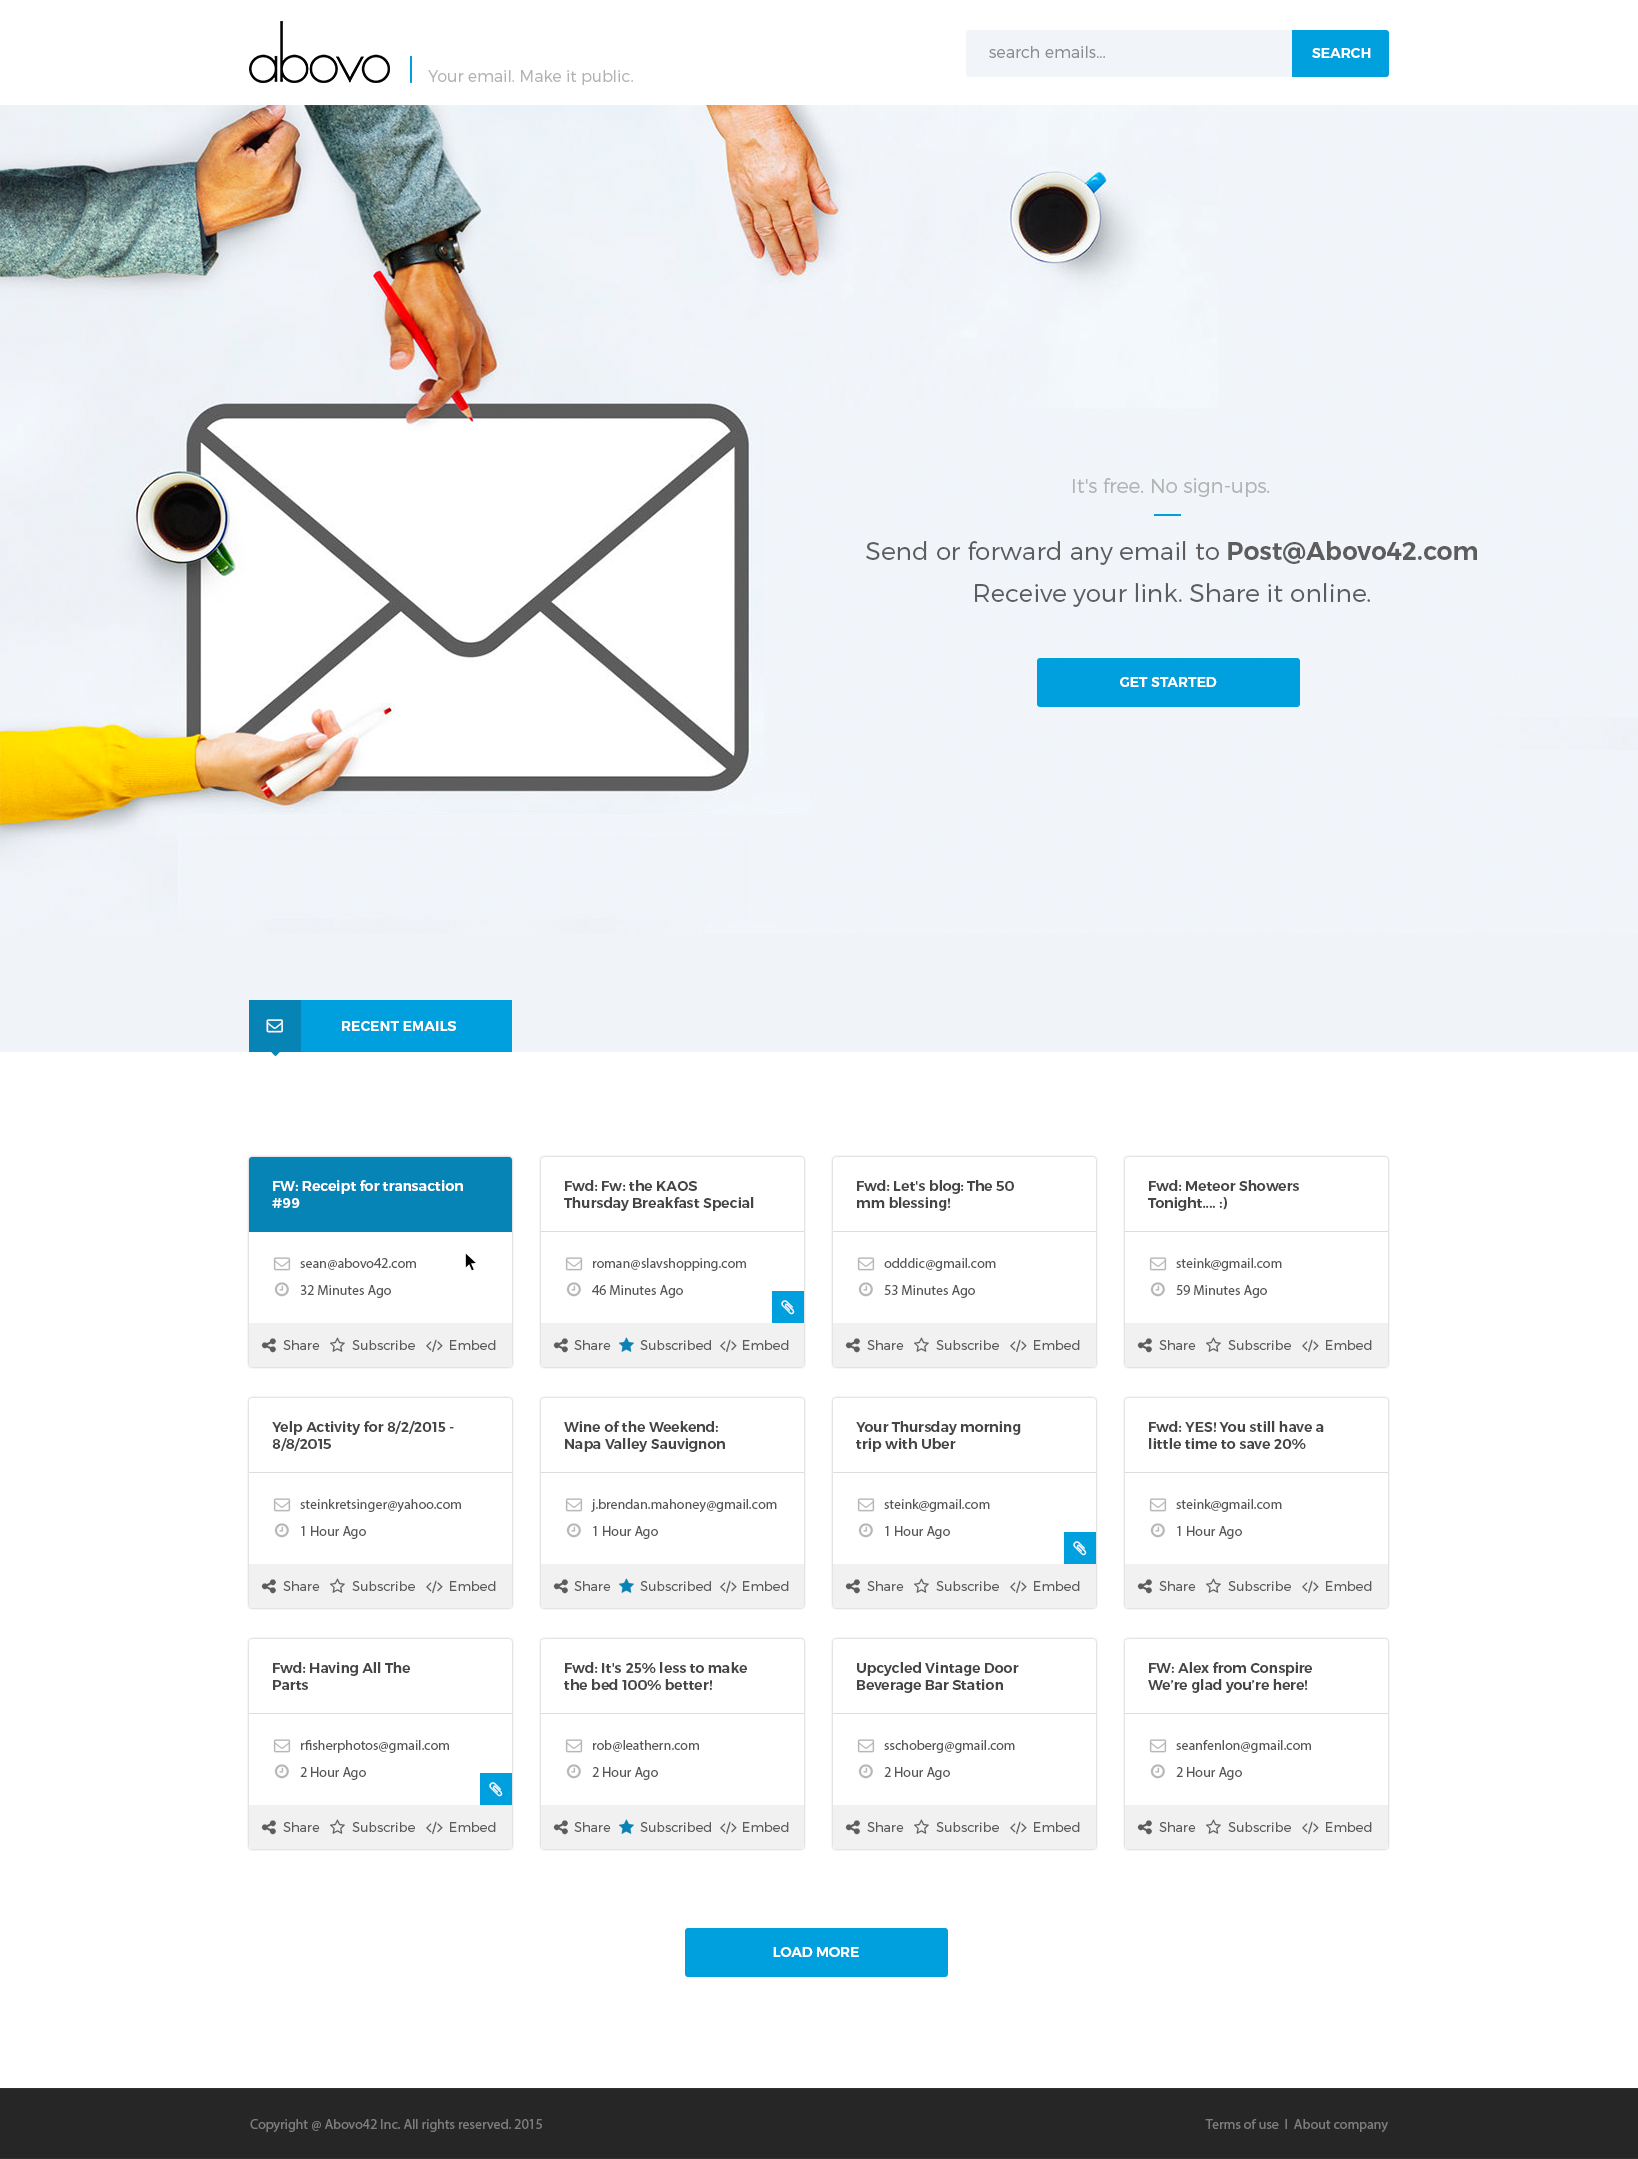 abovo
Your email. Make it public.
search emails...
SEARCH
It's free. No sign-ups.
Send or forward any email to Post@Abovo42.com
Receive your link. Share it online.
GET STARTED
RECENT EMAILS
FW: Receipt for transaction
#99
sean@abovo42.com
32 Minutes Ago
Share Subscribe Embed
Fwd: Fw: the KAOS
Thursday Breakfast Special
roman@slavshopping.com
46 Minutes Ago
Share Subscribed Embed
Fwd: Let's blog: The 50
mm blessing!
odddic@gmail.com
53 Minutes Ago
Share Subscribe Embed
Fwd: Meteor Showers
Tonight.... :)
steink@gmail.com
59 Minutes Ago
Share Subscribe Embed
Yelp Activity for 8/2/2015 -
8/8/2015
steinkretsinger@yahoo.com
1 Hour Ago
Share Subscribe Embed
Wine of the Weekend:
Napa Valley Sauvignon
j.brendan.mahoney@gmail.com
1 Hour Ago
Share Subscribed Embed
Your Thursday morning
trip with Uber
steink@gmail.com
1 Hour Ago
Share Subscribe Embed
Fwd: YES! You still have a
little time to save 20%
steink@gmail.com
1 Hour Ago
Share Subscribe Embed
Fwd: Having All The
Parts
rfisherphotos@gmail.com
2 Hour Ago
Share Subscribe Embed
Fwd: It's 25% less to make
the bed 100% better!
rob@leathern.com
2 Hour Ago
Share Subscribed Embed
Upcycled Vintage Door
Beverage Bar Station
sschoberg@gmail.com
2 Hour Ago
Share Subscribe Embed
FW: Alex from Conspire
We're glad you're here!
seanfenlon@gmail.com
2 Hour Ago
Share Subscribe Embed
LOAD MORE
Copyright @ Abovo42 Inc. All rights reserved. 2015
Terms of use | About company